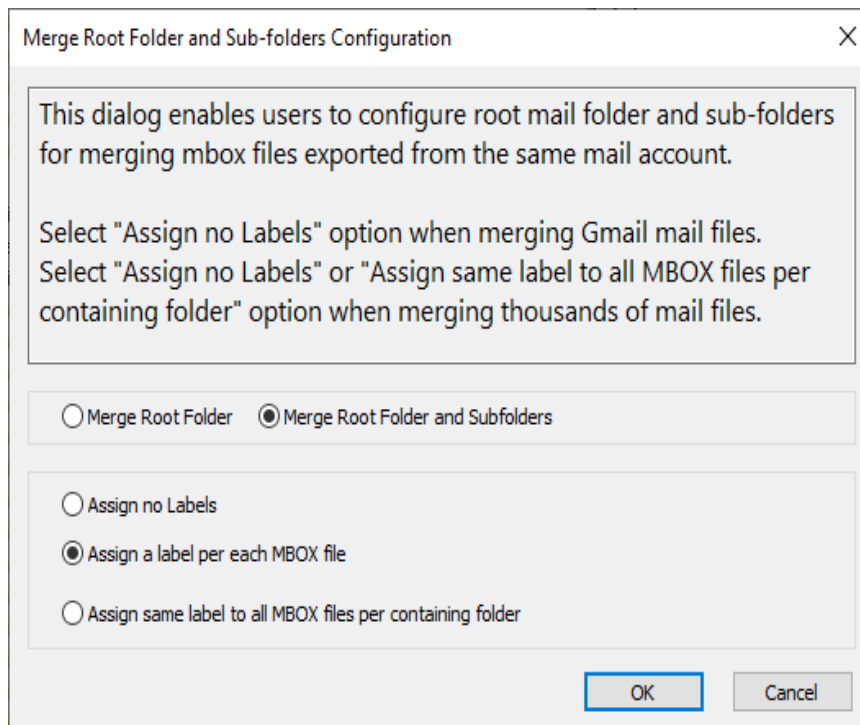 Merge Root Folder and Sub-folders Configuration
This dialog enables users to configure root mail folder and sub-folders
for merging mbox files exported from the same mail account.
Select "Assign no Labels" option when merging Gmail mail files.
Select "Assign no Labels" or "Assign same label to all MBOX files per
containing folder" option when merging thousands of mail files.
Merge Root Folder Merge Root Folder and Subfolders
Assign no Labels
Assign a label per each MBOX file
Assign same label to all MBOX files per containing folder
OK Cancel